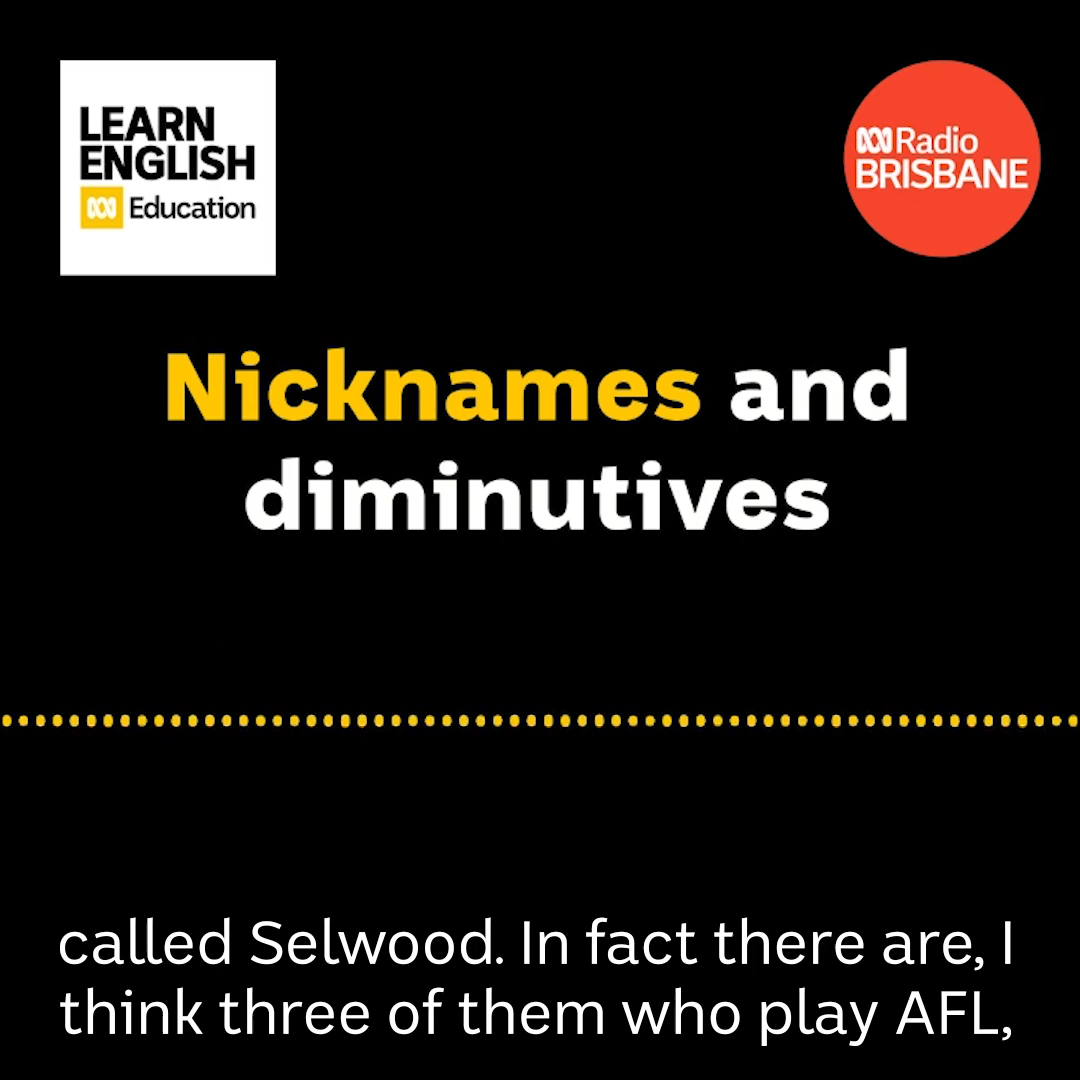 LEARN
ENGLISH
Education
Radio
BRISBANE
Nicknames and
diminutives
called Selwood. In fact there are, I
think three of them who play AFL,